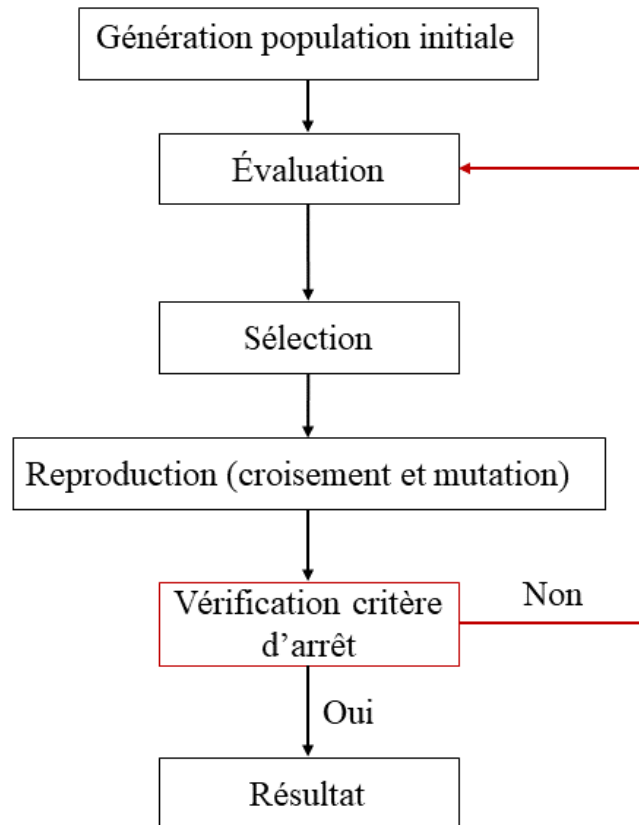 Génération population initiale
Évaluation
Sélection
Reproduction (croisement et mutation)
Vérification critère
d’arrêt
Non
Oui
Résultat